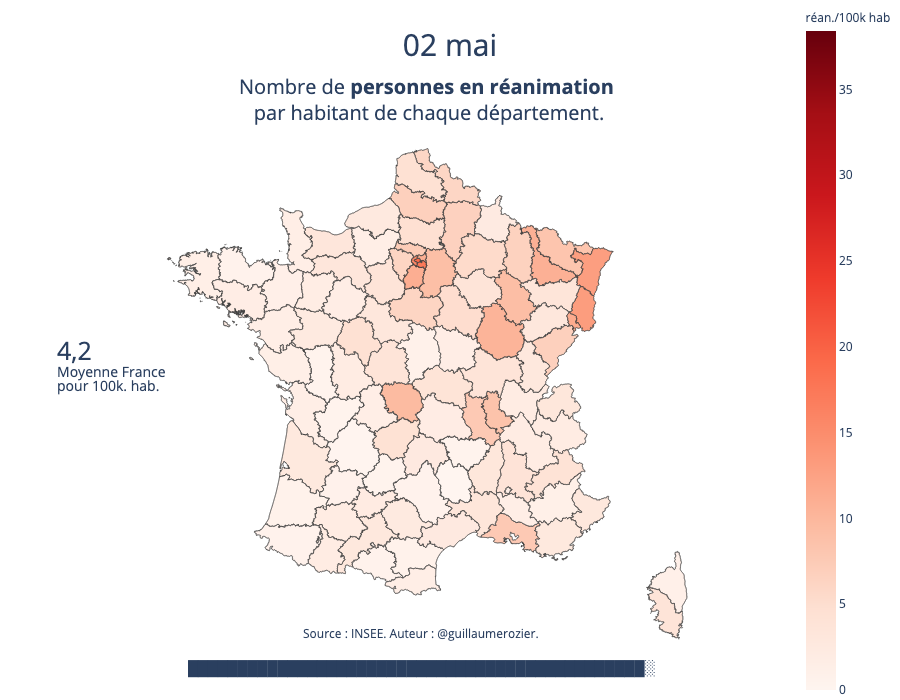 02 mai
Nombre de personnes en réanimation
par habitant de chaque département.
réan./100k hab
35
30
25
20
15
10
5
0
4,2
Moyenne France
pour 100k. hab.
Source : INSEE. Auteur : @guillaumerozier.